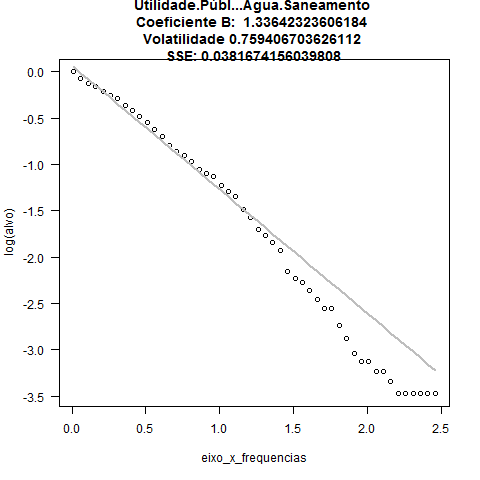 Utilidade.Públ...Água.Saneamento
Coeficiente B:  1.33642323606184
Volatilidade 0.759406703626112
SSE: 0.0381674156039808
0.0
-0.5
-1.0
-1.5
-2.0
-2.5
-3.0
-3.5
log(alvo)
0.0 0.5 1.0 1.5 2.0 2.5
eixo_x_frequencias